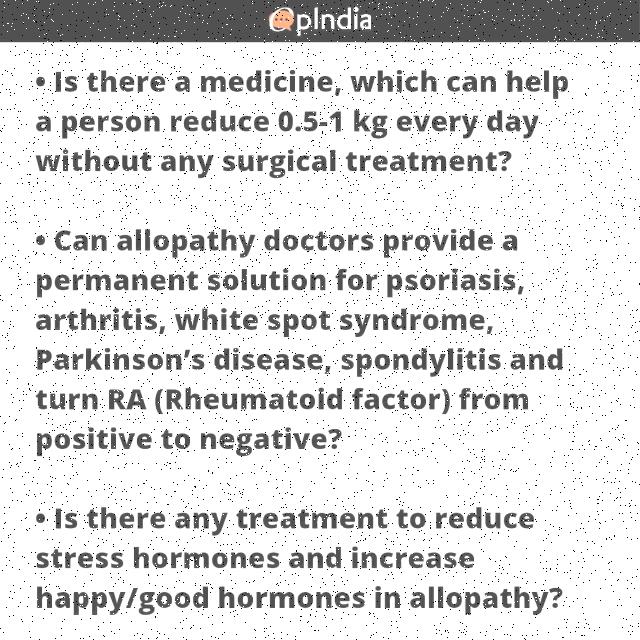 OpIndia
• Is there a medicine, which can help
a person reduce 0.5-1 kg every day
without any surgical treatment?
• Can allopathy doctors provide a
permanent solution for psoriasis,
arthritis, white spot syndrome,
Parkinson’s disease, spondylitis and
turn RA (Rheumatoid factor) from
positive to negative?
• Is there any treatment to reduce
stress hormones and increase
happy/good hormones in allopathy?